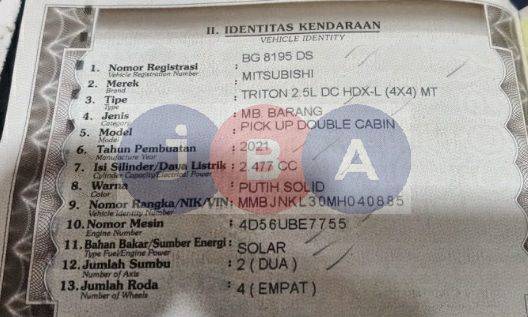 II. IDENTITAS KENDARAAN
VEHICLE IDENTITY
1. Nomor Registrasi : BG 8195 DS
Vehicle Registration Number
2. Merek : MITSUBISHI
Brand
3. Tipe : TRITON 2.5L DC HDX-L (4X4) MT
Type
4. Jenis : MB. BARANG
Category
5. Model : PICK UP DOUBLE CABIN
Model
6. Tahun Pembuatan : 2021
Manufacture Year
7. Isi Silinder/Daya Listrik : 2.477 CC
Cylinder Capacity/Electrical Power
8. Warna : PUTIH SOLID
Color
9. Nomor Rangka/NIK/VIN : MMBJNKL30MH040885
Vehicle Identity Number
10. Nomor Mesin : 4D56UBE7755
Engine Number
11. Bahan Bakar/Sumber Energi : SOLAR
Type Fuel/Engine Power
12. Jumlah Sumbu : 2 ( DUA )
Number of Axis
13. Jumlah Roda : 4 ( EMPAT )
Number of Wheels
iBA